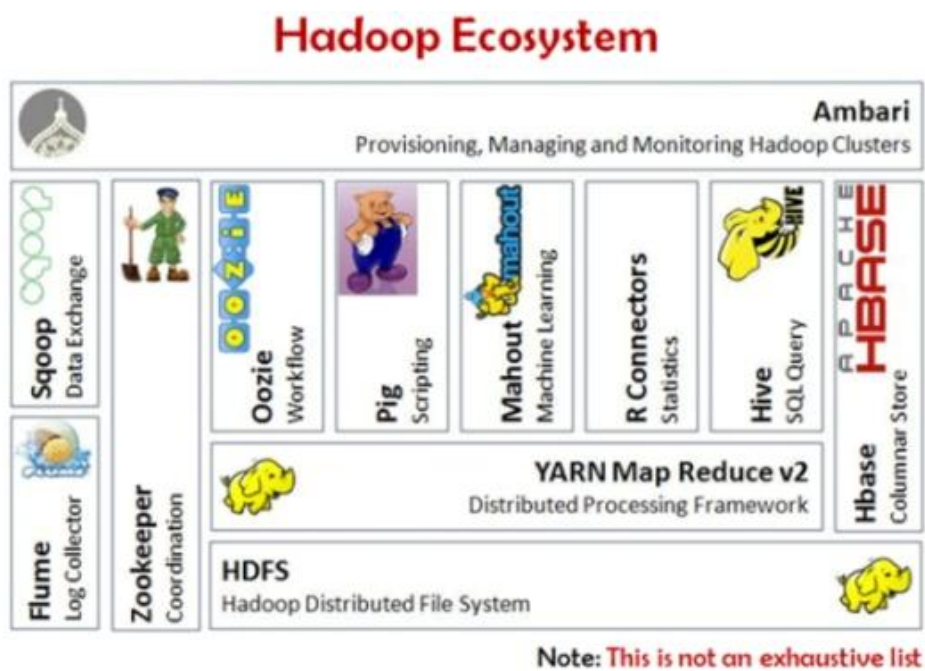 Hadoop Ecosystem
Ambari
Provisioning, Managing and Monitoring Hadoop Clusters
sqoop
Sqoop
Data Exchange
Flume
Log Collector
Zookeeper
Coordination
OOZIE
Oozie
Workflow
Pig
Scripting
mahout
Mahout
Machine Learning
R Connectors
Statistics
HIVE
Hive
SQL Query
APACHE
HBASE
Hbase
Columnar Store
YARN Map Reduce v2
Distributed Processing Framework
HDFS
Hadoop Distributed File System
Note: This is not an exhaustive list